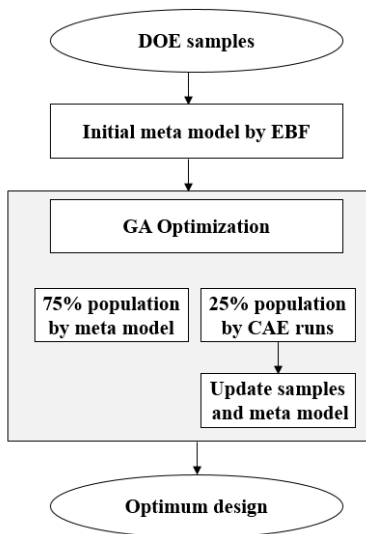 DOE samples
Initial meta model by EBF
GA Optimization
75% population
by meta model
25% population
by CAE runs
Update samples
and meta model
Optimum design